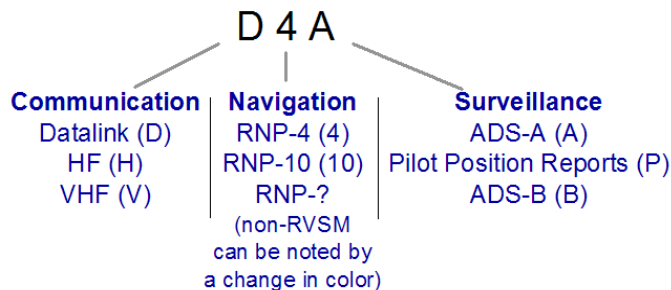 D 4 A
Communication
Datalink (D)
HF (H)
VHF (V)
Navigation
RNP-4 (4)
RNP-10 (10)
RNP-?
(non-RVSM
can be noted by
a change in color)
Surveillance
ADS-A (A)
Pilot Position Reports (P)
ADS-B (B)